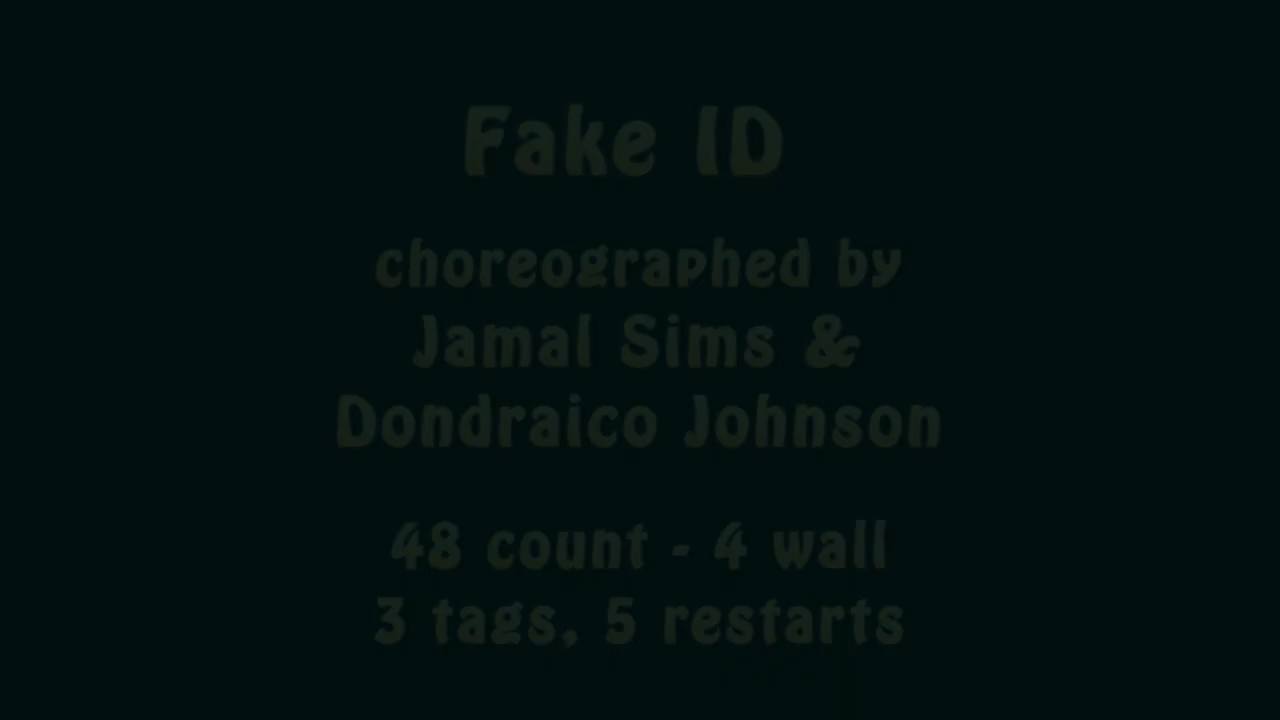 Fake ID
choreographed by
Jamal Sims &
Dondraico Johnson
48 count - 4 wall
3 tags, 5 restarts